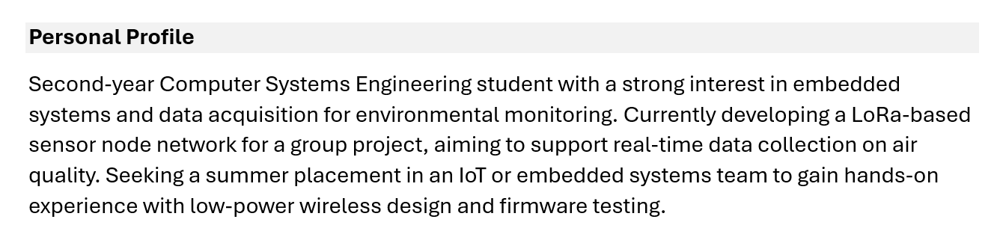 Personal Profile
Second-year Computer Systems Engineering student with a strong interest in embedded
systems and data acquisition for environmental monitoring. Currently developing a LoRa-based
sensor node network for a group project, aiming to support real-time data collection on air
quality. Seeking a summer placement in an IoT or embedded systems team to gain hands-on
experience with low-power wireless design and firmware testing.